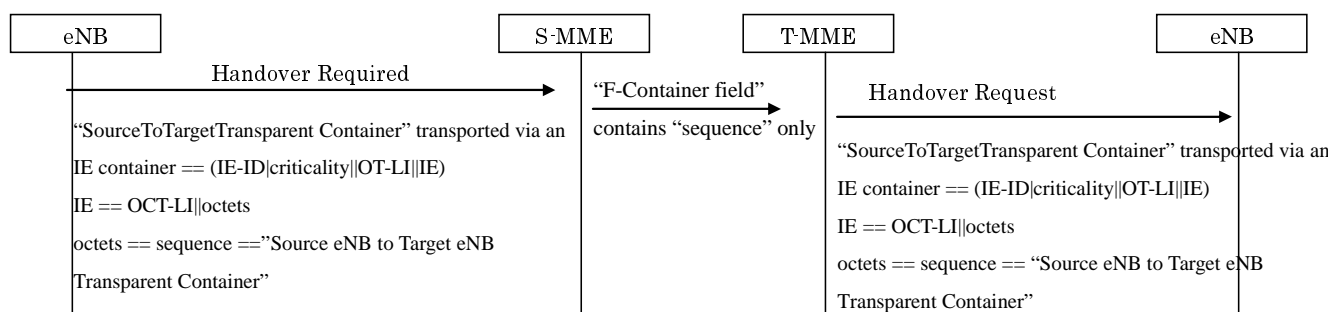 eNB
S-MME
T-MME
eNB
Handover Required
“SourceToTargetTransparent Container” transported via an
IE container == (IE-ID|criticality||OT-LI||IE)
IE == OCT-LI||octets
octets == sequence ==”Source eNB to Target eNB
Transparent Container”
“F-Container field”
contains “sequence” only
Handover Request
“SourceToTargetTransparent Container” transported via an
IE container == (IE-ID|criticality||OT-LI||IE)
IE == OCT-LI||octets
octets == sequence == “Source eNB to Target eNB
Transparent Container”